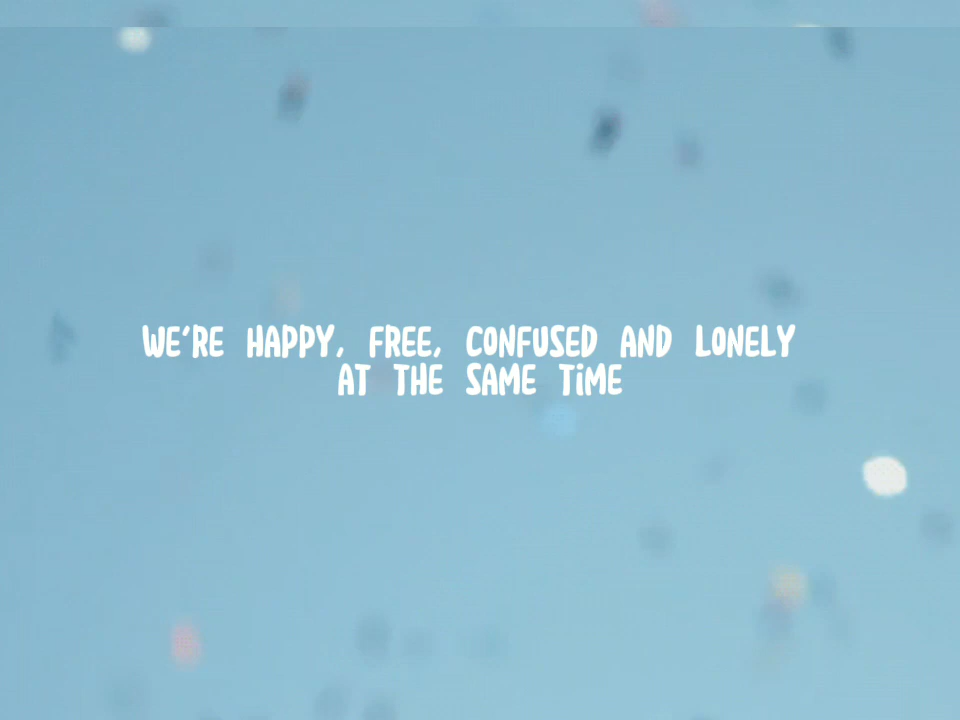 WE'RE HAPPY, FREE, CONFUSED AND LONELY
AT THE SAME TIME